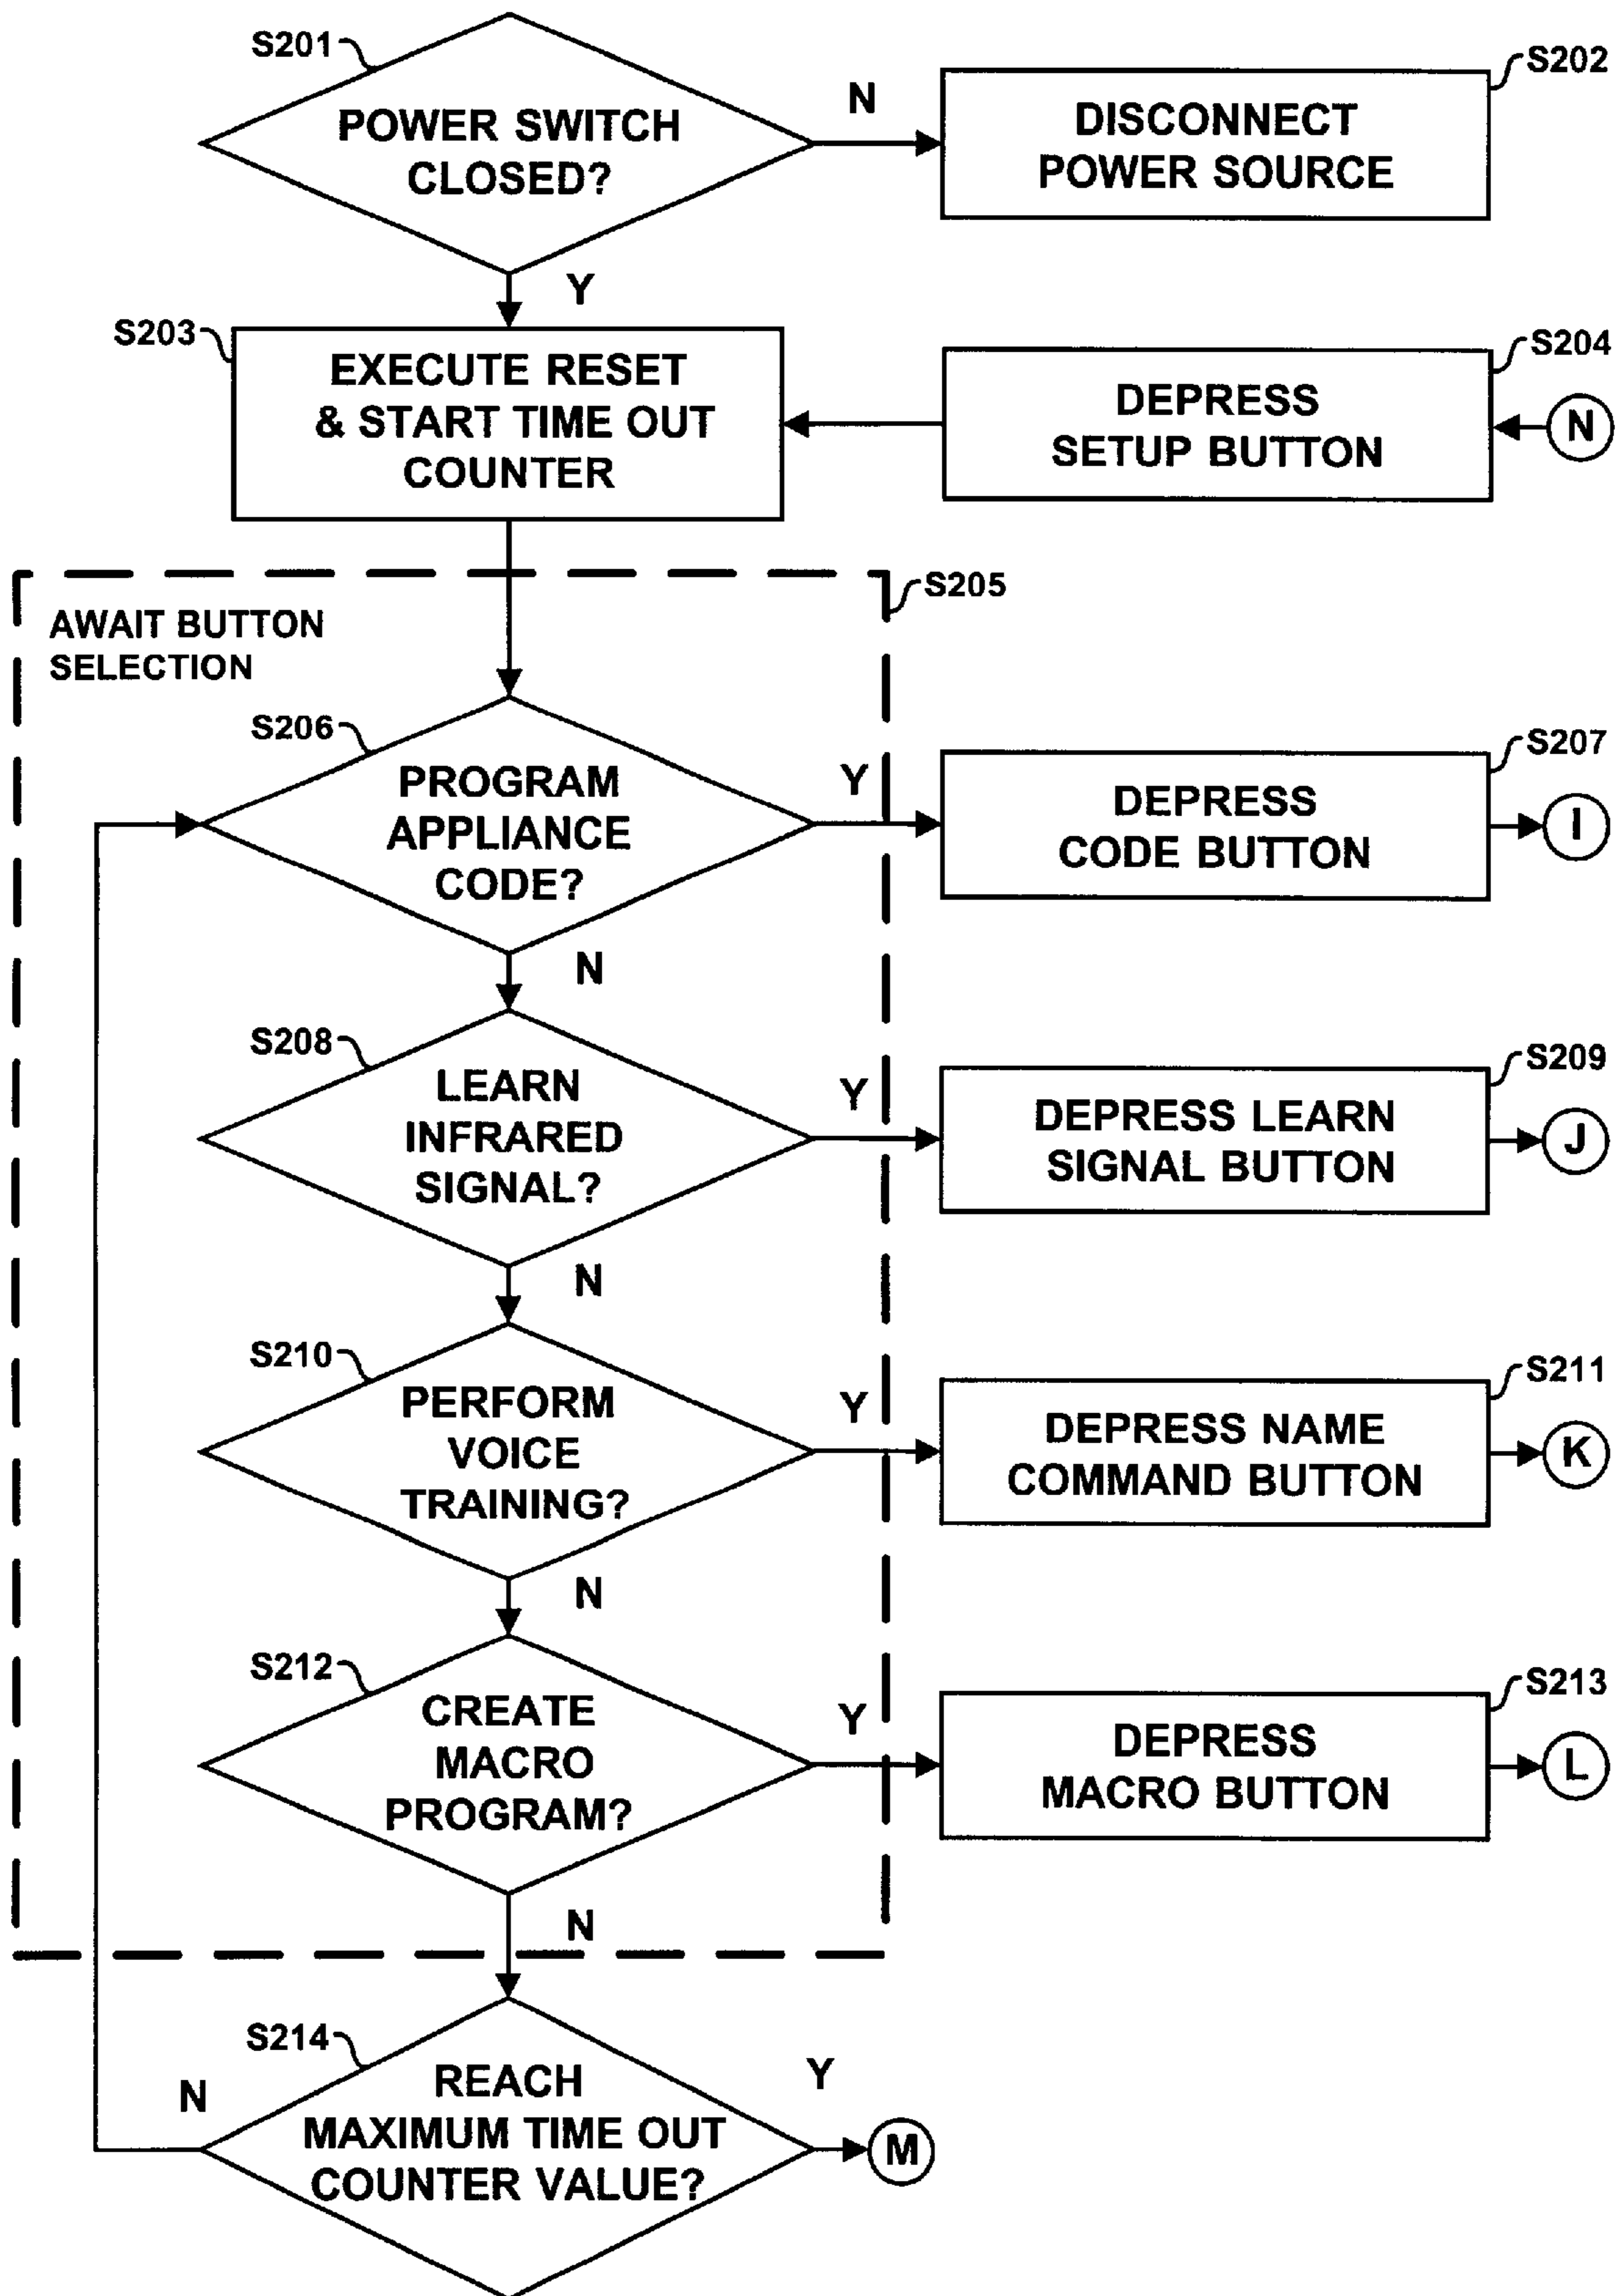 S201
POWER SWITCH
CLOSED?
N
S202
DISCONNECT
POWER SOURCE
Y
S203
EXECUTE RESET
& START TIME OUT
COUNTER
S204
DEPRESS
SETUP BUTTON
N
S205
AWAIT BUTTON
SELECTION
S206
PROGRAM
APPLIANCE
CODE?
Y
S207
DEPRESS
CODE BUTTON
I
N
S208
LEARN
INFRARED
SIGNAL?
Y
S209
DEPRESS LEARN
SIGNAL BUTTON
J
N
S210
PERFORM
VOICE
TRAINING?
Y
S211
DEPRESS NAME
COMMAND BUTTON
K
N
S212
CREATE
MACRO
PROGRAM?
Y
S213
DEPRESS
MACRO BUTTON
L
N
S214
N
REACH
MAXIMUM TIME OUT
COUNTER VALUE?
Y
M